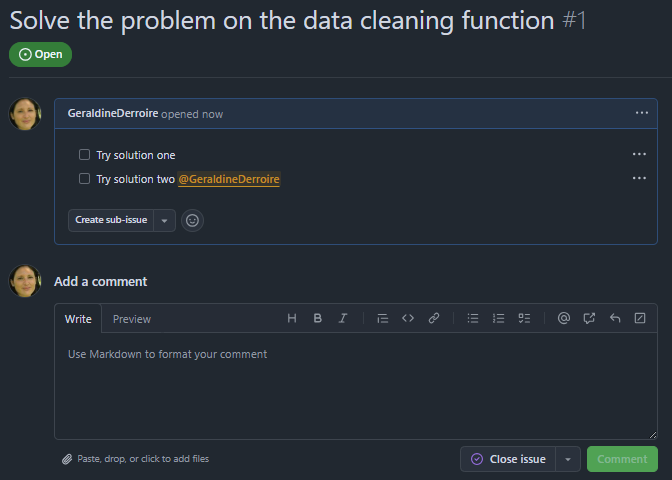 Solve the problem on the data cleaning function #1
Open
GeraldineDerroire opened now
Try solution one
Try solution two @GeraldineDerroire
Create sub-issue
Add a comment
Write Preview
Use Markdown to format your comment
Paste, drop, or click to add files
Close issue
Comment